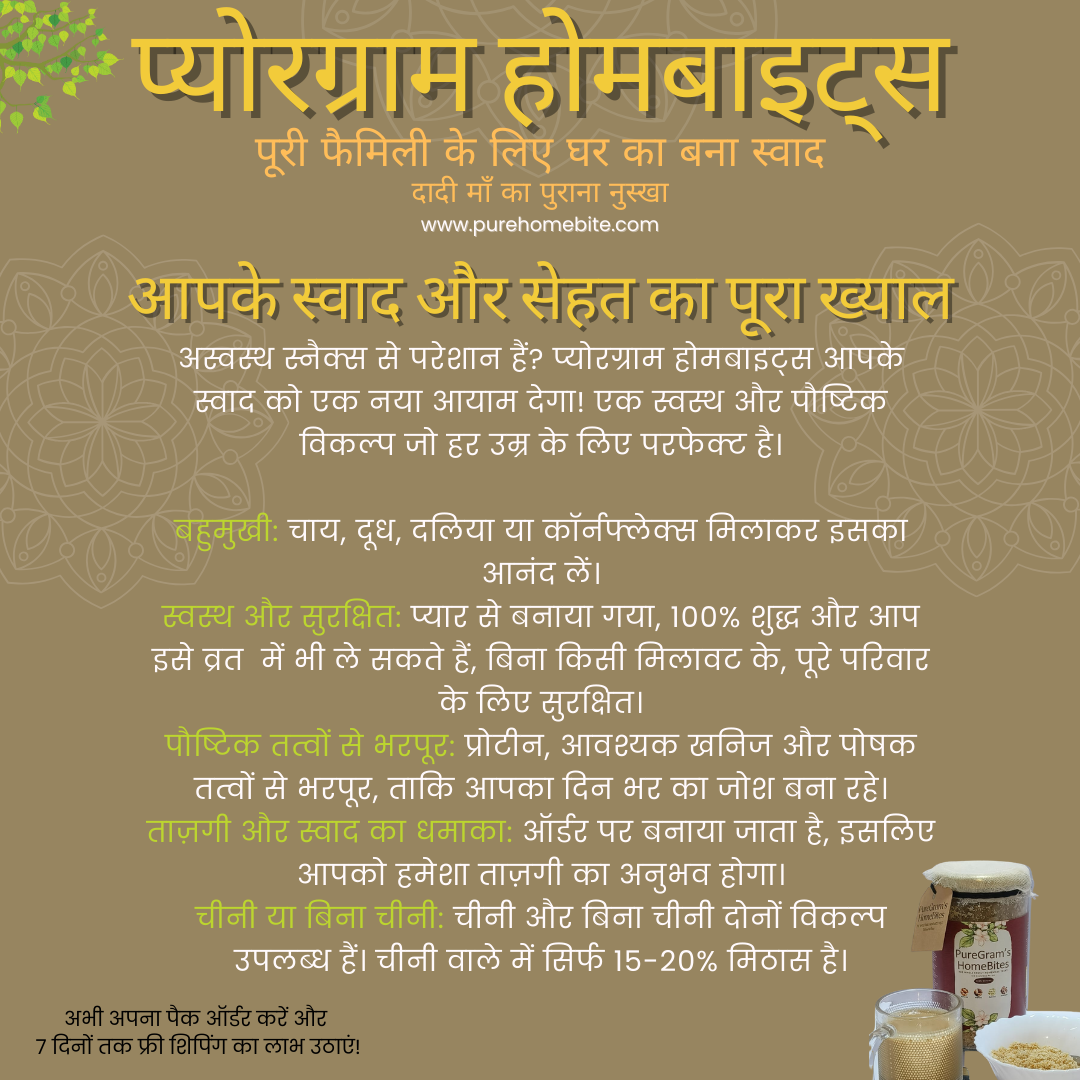 प्योरग्राम होमबाइट्स
पूरी फैमिली के लिए घर का बना स्वाद
दादी माँ का पुराना नुस्खा
www.purehomebite.com
आपके स्वाद और सेहत का पूरा ख्याल
अस्वस्थ स्नैक्स से परेशान हैं? प्योरग्राम होमबाइट्स आपके
स्वाद को एक नया आयाम देगा! एक स्वस्थ और पौष्टिक
विकल्प जो हर उम्र के लिए परफेक्ट है।
बहुमुखी: चाय, दूध, दलिया या कॉर्नफ्लेक्स मिलाकर इसका
आनंद लें।
स्वस्थ और सुरक्षित: प्यार से बनाया गया, 100% शुद्ध और आप
इसे व्रत में भी ले सकते हैं, बिना किसी मिलावट के, पूरे परिवार
के लिए सुरक्षित।
पौष्टिक तत्वों से भरपूर: प्रोटीन, आवश्यक खनिज और पोषक
तत्वों से भरपूर, ताकि आपका दिन भर का जोश बना रहे।
ताज़गी और स्वाद का धमाका: ऑर्डर पर बनाया जाता है, इसलिए
आपको हमेशा ताज़गी का अनुभव होगा।
चीनी या बिना चीनी: चीनी और बिना चीनी दोनों विकल्प
उपलब्ध हैं। चीनी वाले में सिर्फ 15-20% मिठास है।
अभी अपना पैक ऑर्डर करें और
7 दिनों तक फ्री शिपिंग का लाभ उठाएं!
PureGram's
HomeBites
PureGram's
HomeBites